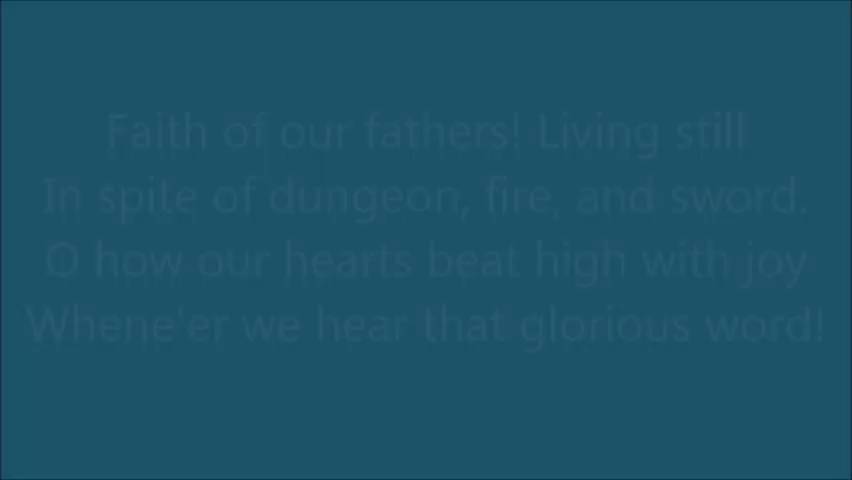 Faith of our fathers! Living still
In spite of dungeon, fire, and sword.
O how our hearts beat high with joy
Whene'er we hear that glorious word!